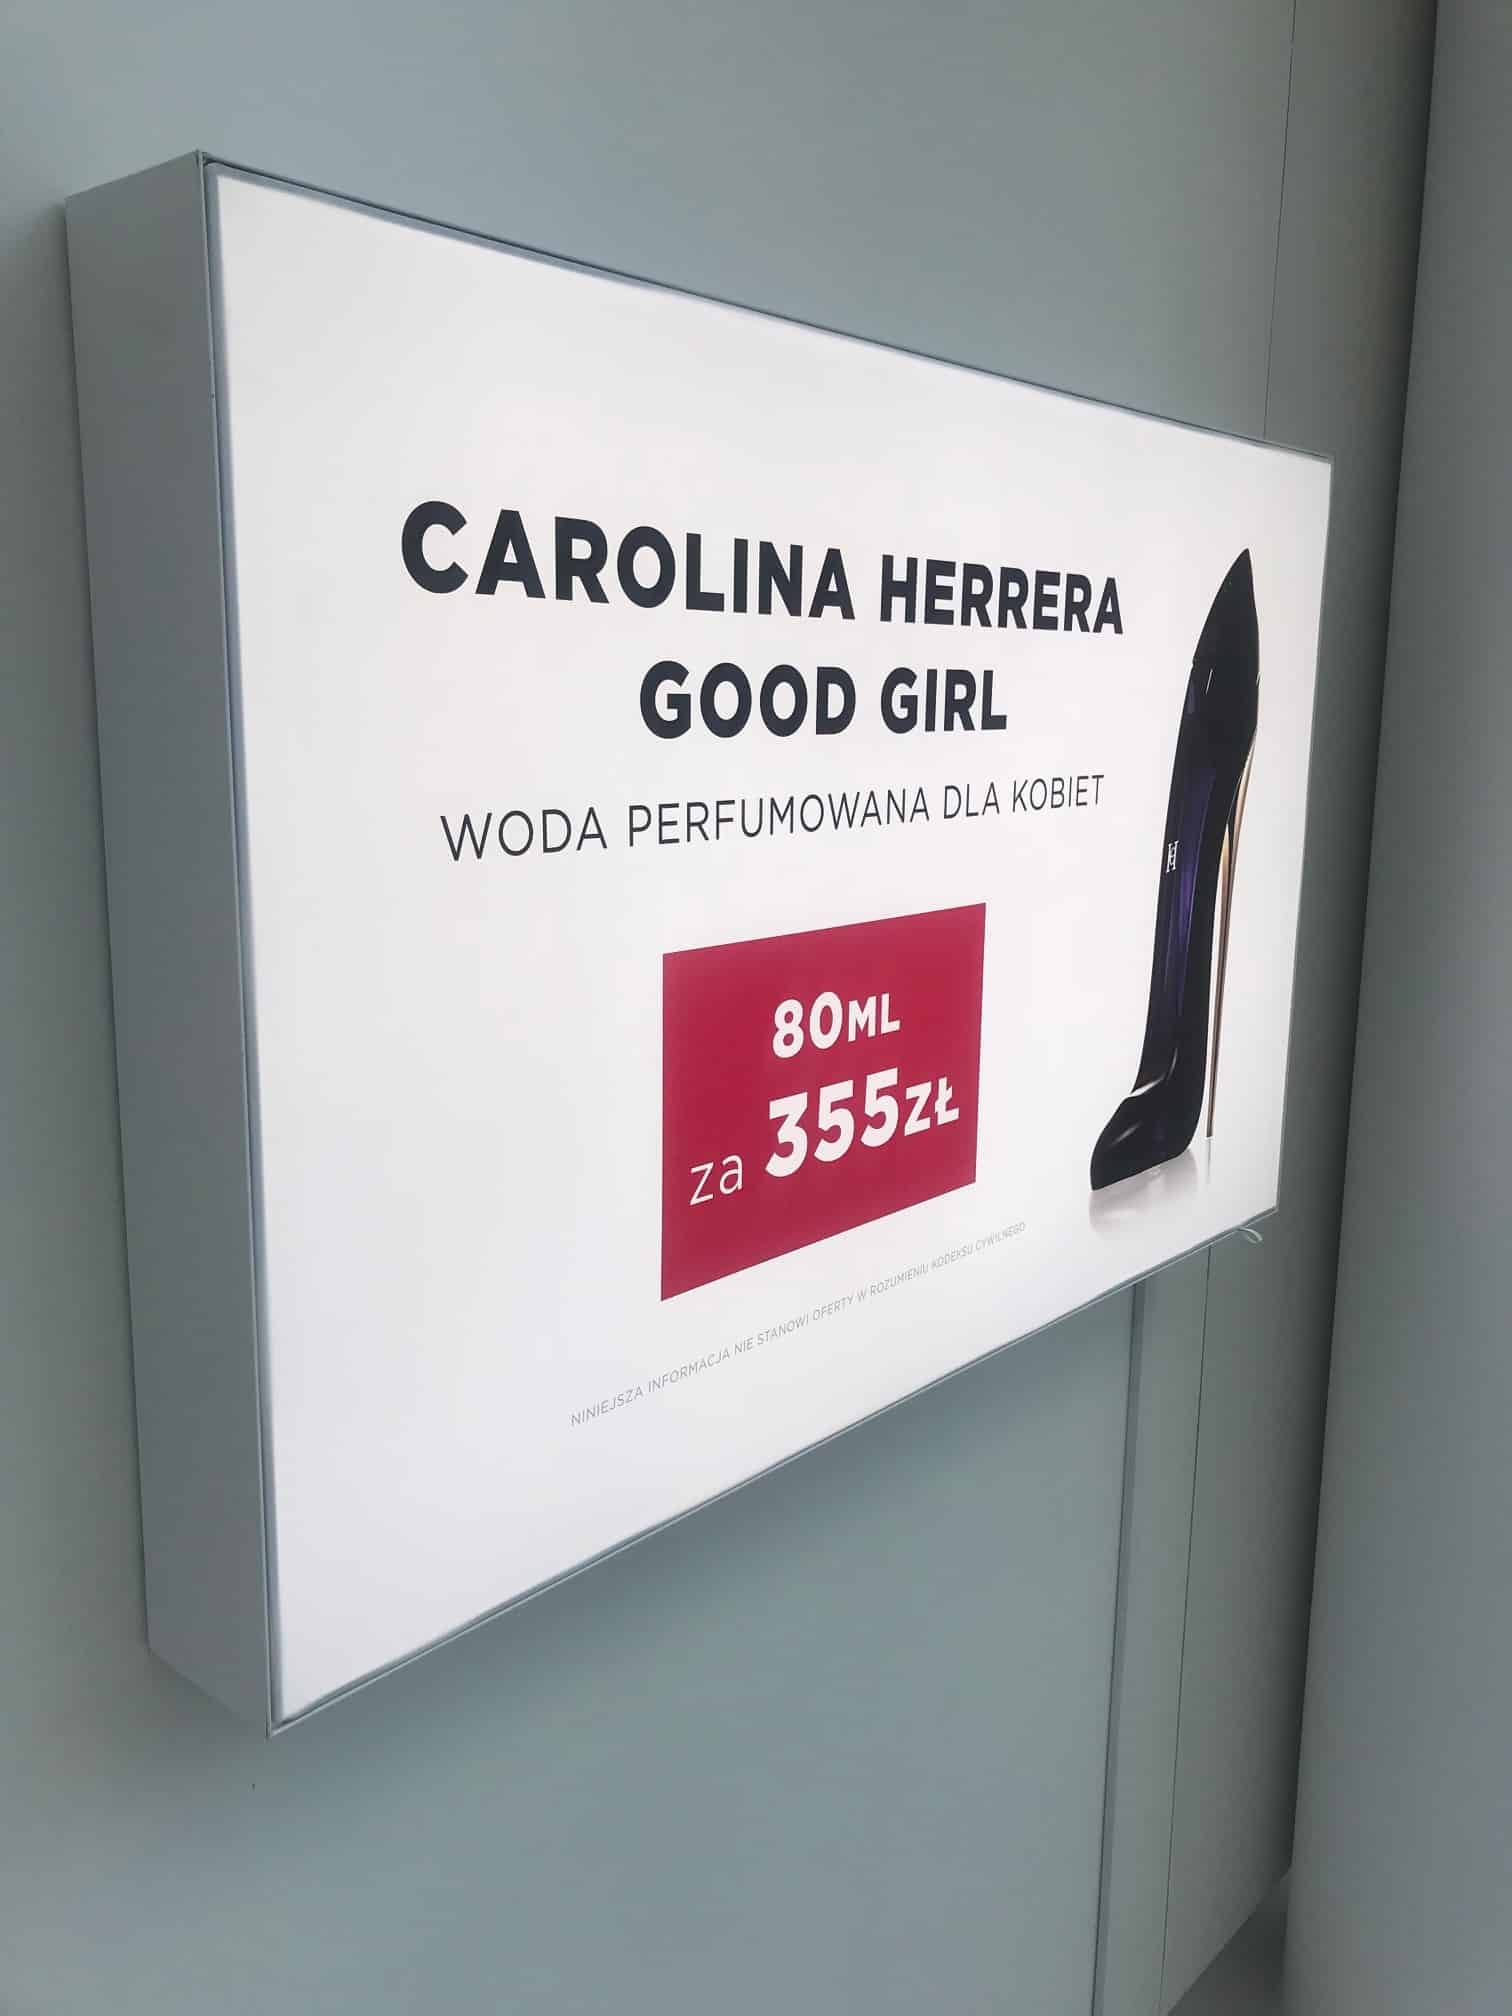 CAROLINA HERRERA
GOOD GIRL
WODA PERFUMOWANA DLA KOBIET
80ML
za 355ZŁ
NINIEJSZA INFORMACJA NIE STANOWI OFERTY W ROZUMIENIU KODEKSU CYWILNEGO
CH